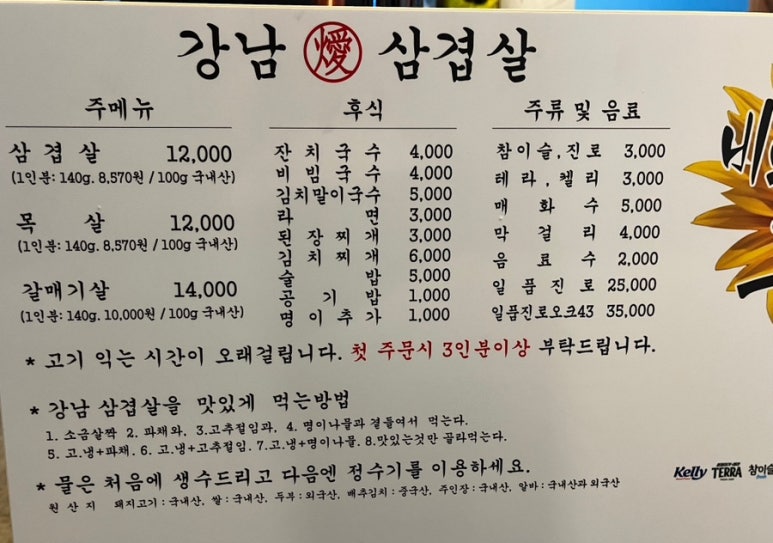 강남 燰 삼겹살
주메뉴
삼겹살 12,000
(1인분: 140g. 8,570원 / 100g 국내산)
목살 12,000
(1인분: 140g. 8,570원 / 100g 국내산)
갈매기살 14,000
(1인분: 140g. 10,000원 / 100g 국내산)
후식
잔치국수 4,000
비빔국수 4,000
김치말이국수 5,000
라면 3,000
된장찌개 3,000
김치찌개 6,000
술밥 5,000
공기밥 1,000
명이추가 1,000
주류 및 음료
참이슬,진로 3,000
테라,켈리 3,000
매화수 5,000
막걸리 4,000
음료수 2,000
일품진로 25,000
일품진로오크43 35,000
* 고기 익는 시간이 오래걸립니다. 첫 주문시 3인분이상 부탁드립니다.
* 강남 삼겹살을 맛있게 먹는방법
1. 소금살짝 2. 파채와, 3.고추절임과, 4. 명이나물과 곁들여서 먹는다.
5. 고.냉+파채. 6. 고.냉+고추절임. 7.고.냉+명이나물. 8.맛있는것만 골라먹는다.
* 물은 처음에 생수드리고 다음엔 정수기를 이용하세요.
원산지 돼지고기 : 국내산, 쌀 : 국내산, 두부 : 외국산, 배추김치 : 중국산, 주인장 : 국내산, 알바 : 국내산과 외국산
비
Kelly TERRA 참이슬